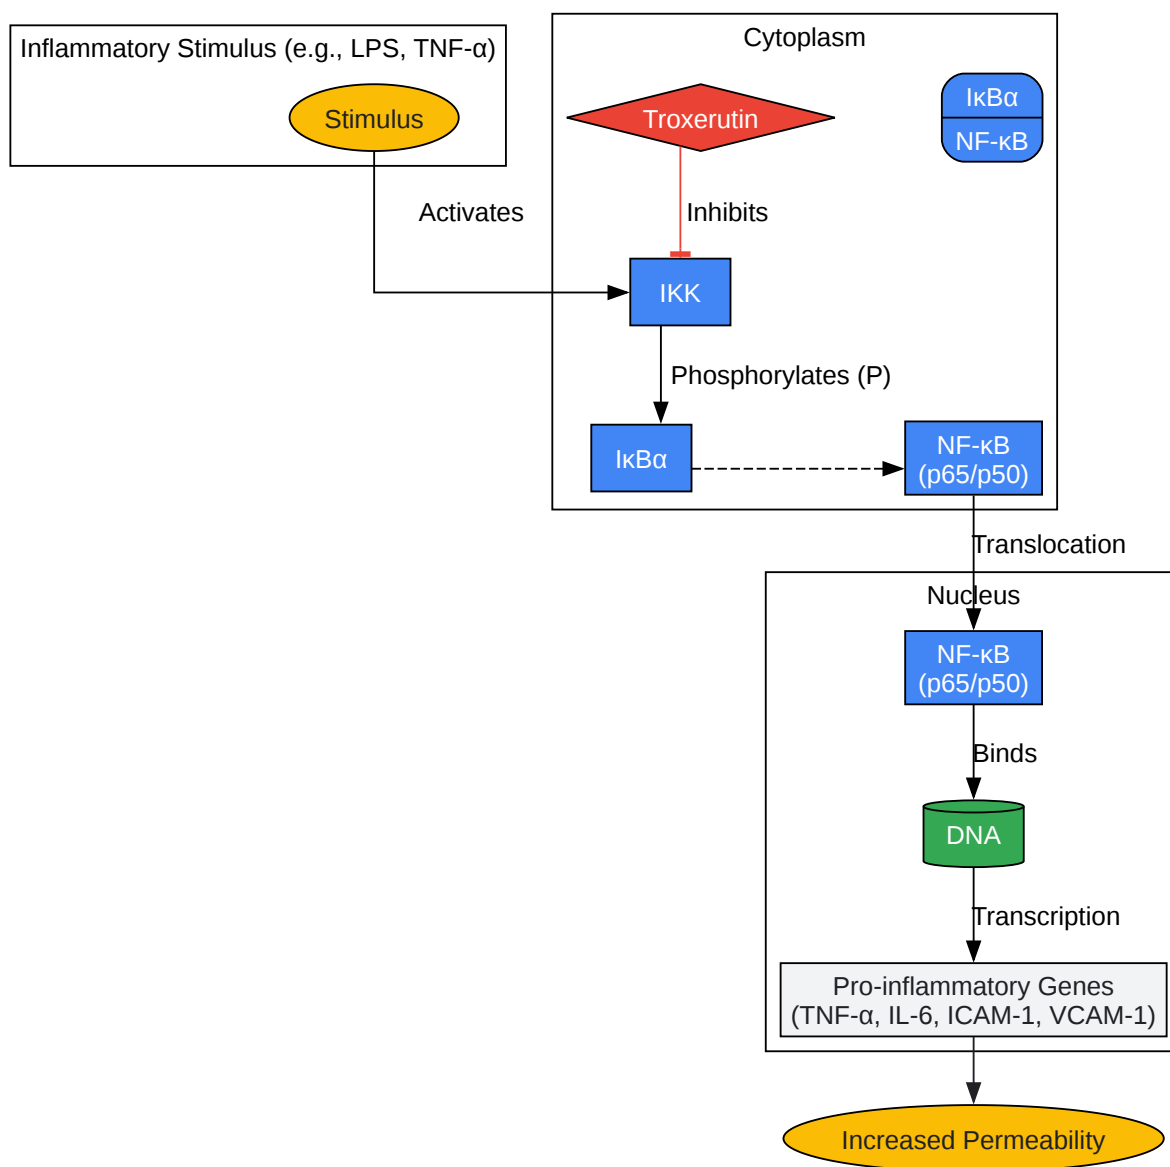 Inflammatory Stimulus (e.g., LPS, TNF-α)
Stimulus
Cytoplasm
Troxerutin
IκBα
NF-κB
Activates
Inhibits
IKK
Phosphorylates (P)
IκBα
NF-κB
(p65/p50)
Translocation
Nucleus
NF-κB
(p65/p50)
Binds
DNA
Transcription
Pro-inflammatory Genes
(TNF-α, IL-6, ICAM-1, VCAM-1)
Increased Permeability